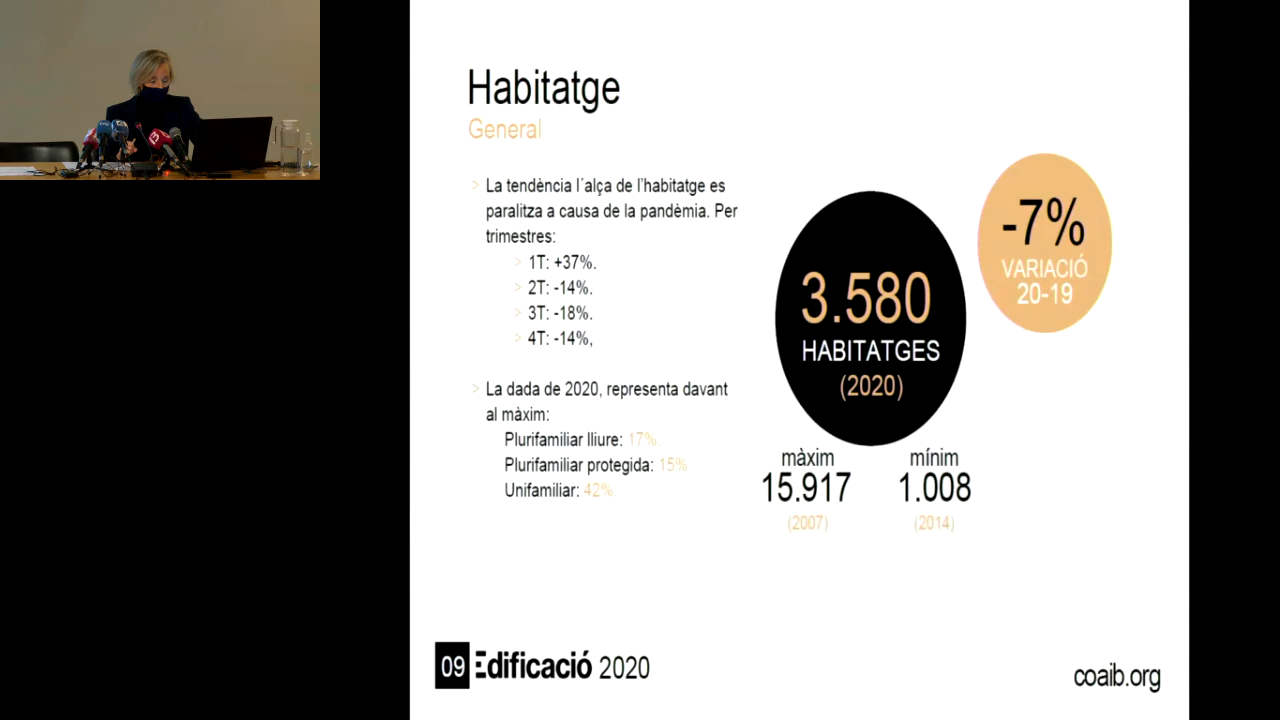 Habitatge
General
> La tendència l´alça de l'habitatge es
paralitza a causa de la pandèmia. Per
trimestres:
> 1T: +37%.
> 2T: -14%.
> 3T: -18%.
> 4T: -14%,
> La dada de 2020, representa davant
al màxim:
Plurifamiliar lliure: 17%.
Plurifamiliar protegida: 15%
Unifamiliar: 42%.
3.580
HABITATGES
(2020)
-7%
VARIACIÓ
20-19
màxim
15.917
(2007)
mínim
1.008
(2014)
09 Edificació 2020
coaib.org